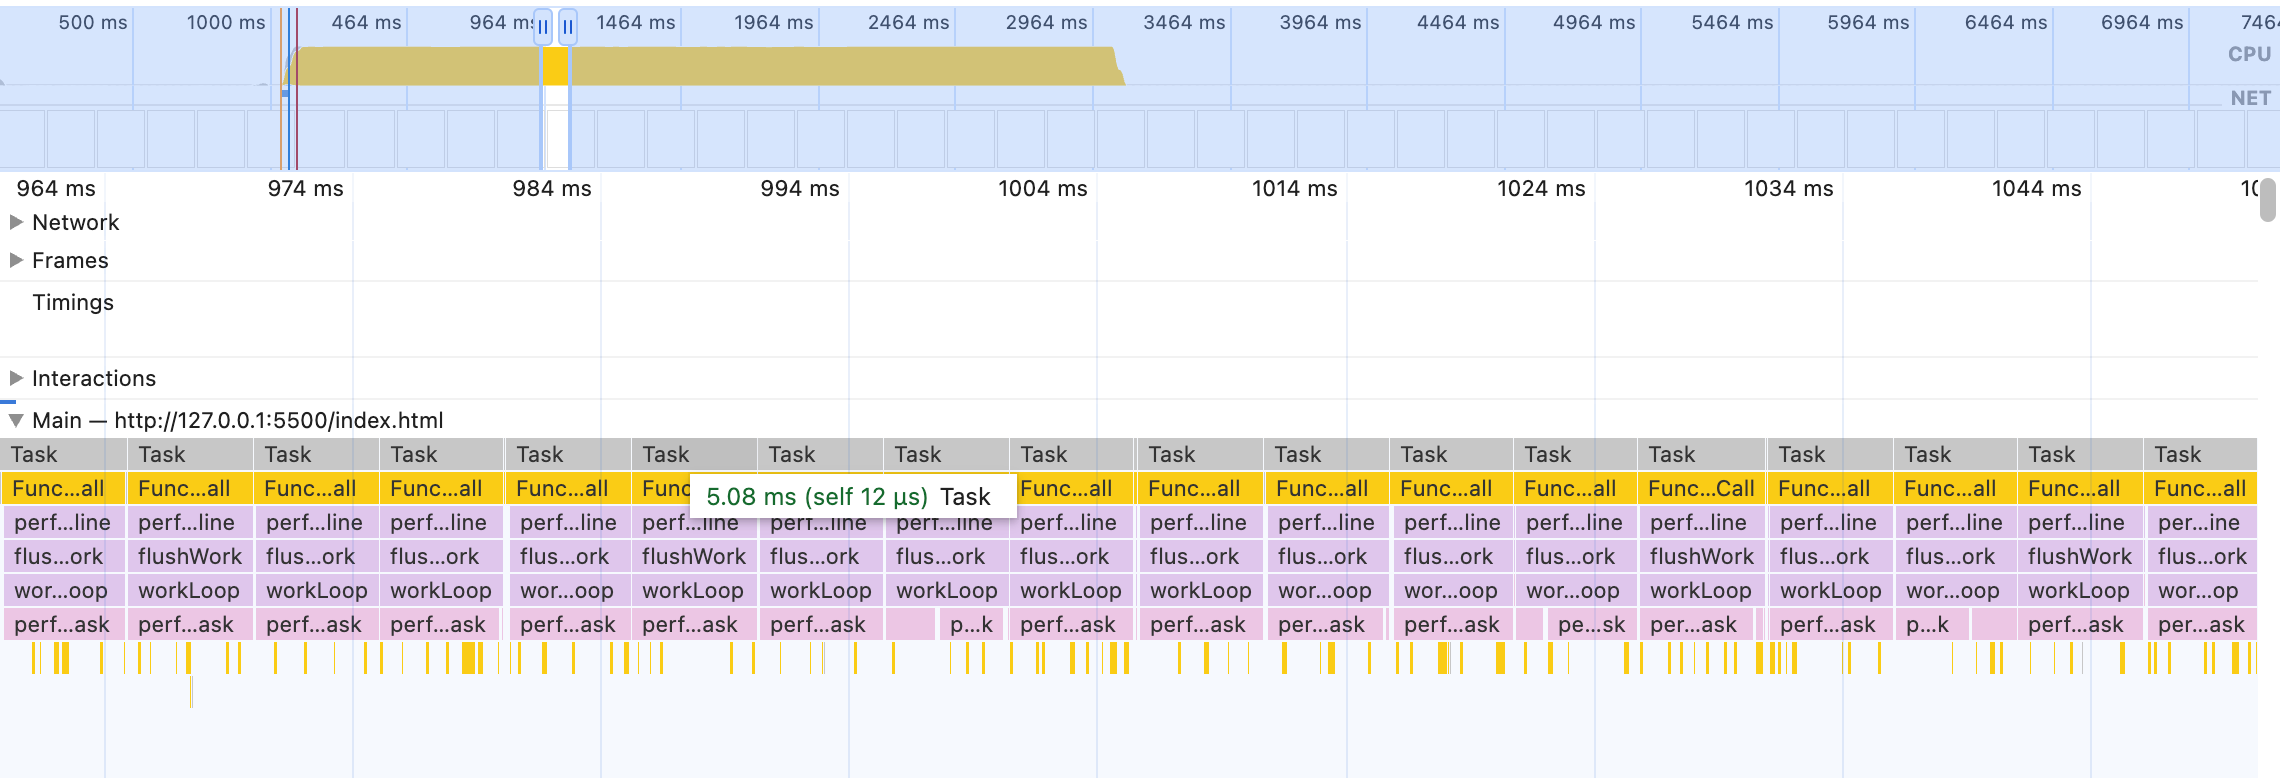 500 ms 1000 ms 464 ms 964 ms 1464 ms 1964 ms 2464 ms 2964 ms 3464 ms 3964 ms 4464 ms 4964 ms 5464 ms 5964 ms 6464 ms 6964 ms 7464
CPU
NET
964 ms 974 ms 984 ms 994 ms 1004 ms 1014 ms 1024 ms 1034 ms 1044 ms
Network
Frames
Timings
Interactions
Main — http://127.0.0.1:5500/index.html
Task Task Task Task Task Task Task Task Task Task Task Task Task Task Task Task Task Task
Func...all Func...all Func...all Func...all Func...all Func Func...all Func...all Func...all Func...all Func...all Func...Call Func...all Func...all Func...all Func...all
5.08 ms (self 12 μs) Task
perf...line perf...line perf...line perf...line perf...line perf...line perf...line perf...line perf...line perf...line perf...line perf...line perf...line perf...line perf...line perf...line perf...line per...ine
flus...ork flushWork flus...ork flus...ork flus...ork flushWork flus...ork flus...ork flus...ork flus...ork flus...ork flus...ork flus...ork flushWork flus...ork flus...ork flushWork flus...ork
wor...oop workLoop workLoop workLoop wor...oop workLoop workLoop workLoop workLoop workLoop wor...oop wor...oop wor...oop workLoop workLoop wor...oop workLoop wor...op
perf...ask perf...ask perf...ask perf...ask perf...ask perf...ask perf...ask p...k perf...ask perf...ask per...ask perf...ask pe...sk per...ask perf...ask p...k perf...ask per...ask